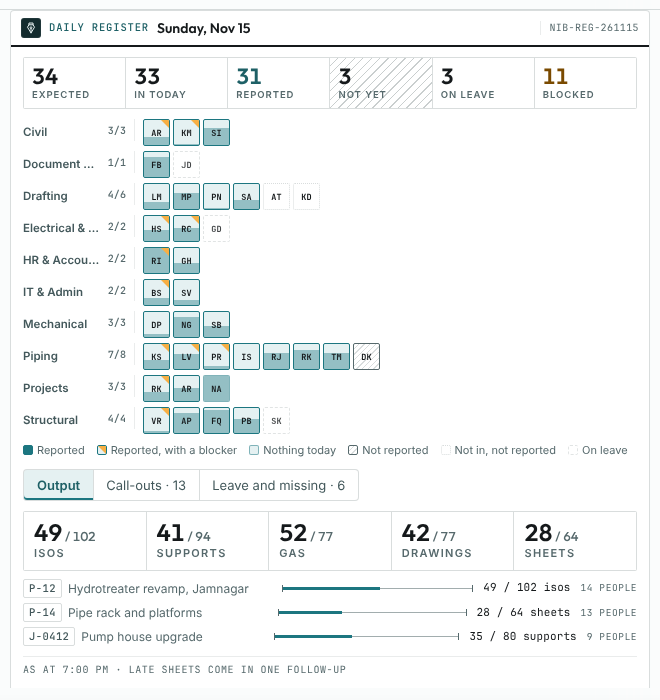 DAILY REGISTER Sunday, Nov 15 NIB-REG-261115
34 33 31 3 3 11
EXPECTED IN TODAY REPORTED NOT YET ON LEAVE BLOCKED
Civil 3/3 AR KM SI
Document ... 1/1 FB JD
Drafting 4/6 LM MP PN SA AT KD
Electrical & ... 2/2 HS RC GD
HR & Accou... 2/2 RI GH
IT & Admin 2/2 BS SV
Mechanical 3/3 DP NG SB
Piping 7/8 KS LV PR IS RJ RK TM DK
Projects 3/3 RK AR NA
Structural 4/4 VR AP FQ PB SK
Reported Reported, with a blocker Nothing today Not reported Not in, not reported On leave
Output Call-outs · 13 Leave and missing · 6
49 / 102 41 / 94 52 / 77 42 / 77 28 / 64
ISOS SUPPORTS GAS DRAWINGS SHEETS
P-12 Hydrotreater revamp, Jamnagar 49 / 102 isos 14 PEOPLE
P-14 Pipe rack and platforms 28 / 64 sheets 13 PEOPLE
J-0412 Pump house upgrade 35 / 80 supports 9 PEOPLE
AS AT 7:00 PM · LATE SHEETS COME IN ONE FOLLOW-UP